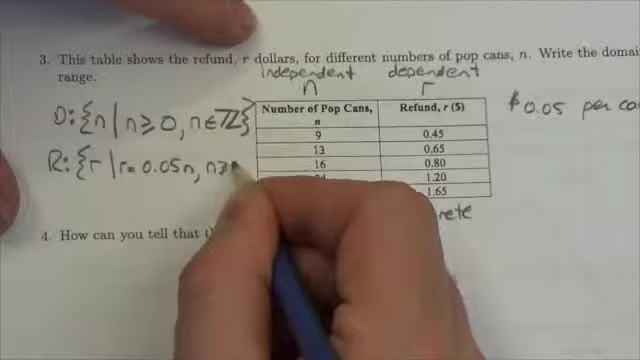 3. This table shows the refund, r dollars, for different numbers of pop cans, n. Write the domai
range.
independent dependent
n r
Number of Pop Cans, n Refund, r ($)
9 0.45
13 0.65
16 0.80
1.20
1.65
$0.05 per ca
D: {n | n ≥ 0, n ∈ ℤ}
R: {r | r = 0.05n, n ≥
4. How can you tell that